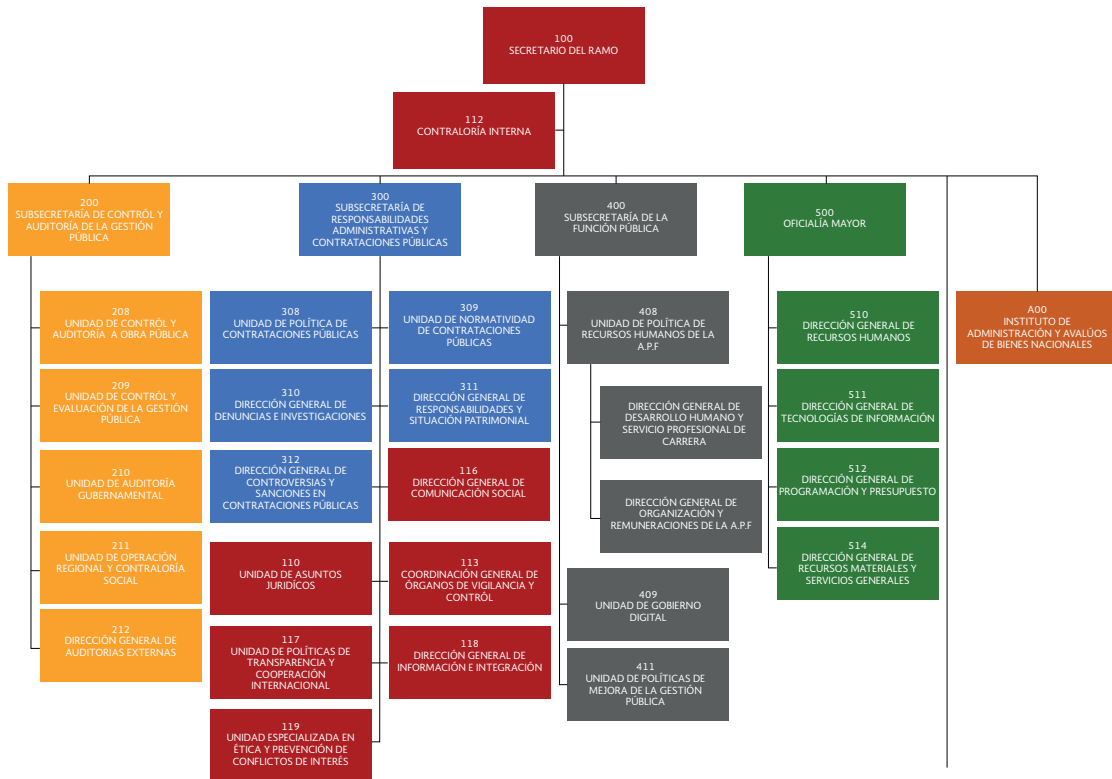 100
SECRETARIO DEL RAMO
112
CONTRALORÍA INTERNA
200
SUBSECRETARÍA DE CONTRÓL Y
AUDITORÍA DE LA GESTIÓN
PÚBLICA
300
SUBSECRETARÍA DE
RESPONSABILIDADES
ADMINISTRATIVAS Y
CONTRATACIONES PÚBLICAS
400
SUBSECRETARÍA DE LA
FUNCIÓN PÚBLICA
500
OFICIALÍA MAYOR
208
UNIDAD DE CONTRÓL Y
AUDITORÍA A OBRA PÚBLICA
209
UNIDAD DE CONTRÓL Y
EVALUACIÓN DE LA GESTIÓN
PÚBLICA
210
UNIDAD DE AUDITORÍA
GUBERNAMENTAL
211
UNIDAD DE OPERACIÓN
REGIONAL Y CONTRALORÍA
SOCIAL
212
DIRECCIÓN GENERAL DE
AUDITORIAS EXTERNAS
308
UNIDAD DE POLÍTICA DE
CONTRATACIONES PÚBLICAS
309
UNIDAD DE NORMATIVIDAD
DE CONTRATACIONES
PÚBLICAS
310
DIRECCIÓN GENERAL DE
DENUNCIAS E INVESTIGACIONES
311
DIRECCIÓN GENERAL DE
RESPONSABILIDADES Y
SITUACIÓN PATRIMONIAL
312
DIRECCIÓN GENERAL DE
CONTROVERSIAS Y
SANCIONES EN
CONTRATACIONES PÚBLICAS
116
DIRECCIÓN GENERAL DE
COMUNICACIÓN SOCIAL
110
UNIDAD DE ASUNTOS
JURIDÍCOS
113
COORDINACIÓN GENERAL DE
ÓRGANOS DE VIGILANCIA Y
CONTRÓL
117
UNIDAD DE POLÍTICAS DE
TRANSPARENCIA Y
COOPERACIÓN
INTERNACIONAL
118
DIRECCIÓN GENERAL DE
INFORMACIÓN E INTEGRACIÓN
119
UNIDAD ESPECIALIZADA EN
ÉTICA Y PREVENCIÓN DE
CONFLICTOS DE INTERÉS
408
UNIDAD DE POLÍTICA DE
RECURSOS HUMANOS DE LA
A.P.F
DIRECCIÓN GENERAL DE
DESARROLLO HUMANO Y
SERVICIO PROFESIONAL DE
CARRERA
DIRECCIÓN GENERAL DE
ORGANIZACIÓN Y
REMUNERACIONES DE LA A.P.F
409
UNIDAD DE GOBIERNO
DIGITAL
411
UNIDAD DE POLÍTICAS DE
MEJORA DE LA GESTIÓN
PÚBLICA
510
DIRECCIÓN GENERAL DE
RECURSOS HUMANOS
511
DIRECCIÓN GENERAL DE
TECNOLOGÍAS DE INFORMACIÓN
512
DIRECCIÓN GENERAL DE
PROGRAMACIÓN Y PRESUPUESTO
514
DIRECCIÓN GENERAL DE
RECURSOS MATERIALES Y
SERVICIOS GENERALES
A00
INSTITUTO DE
ADMINISTRACIÓN Y AVALÚOS
DE BIENES NACIONALES